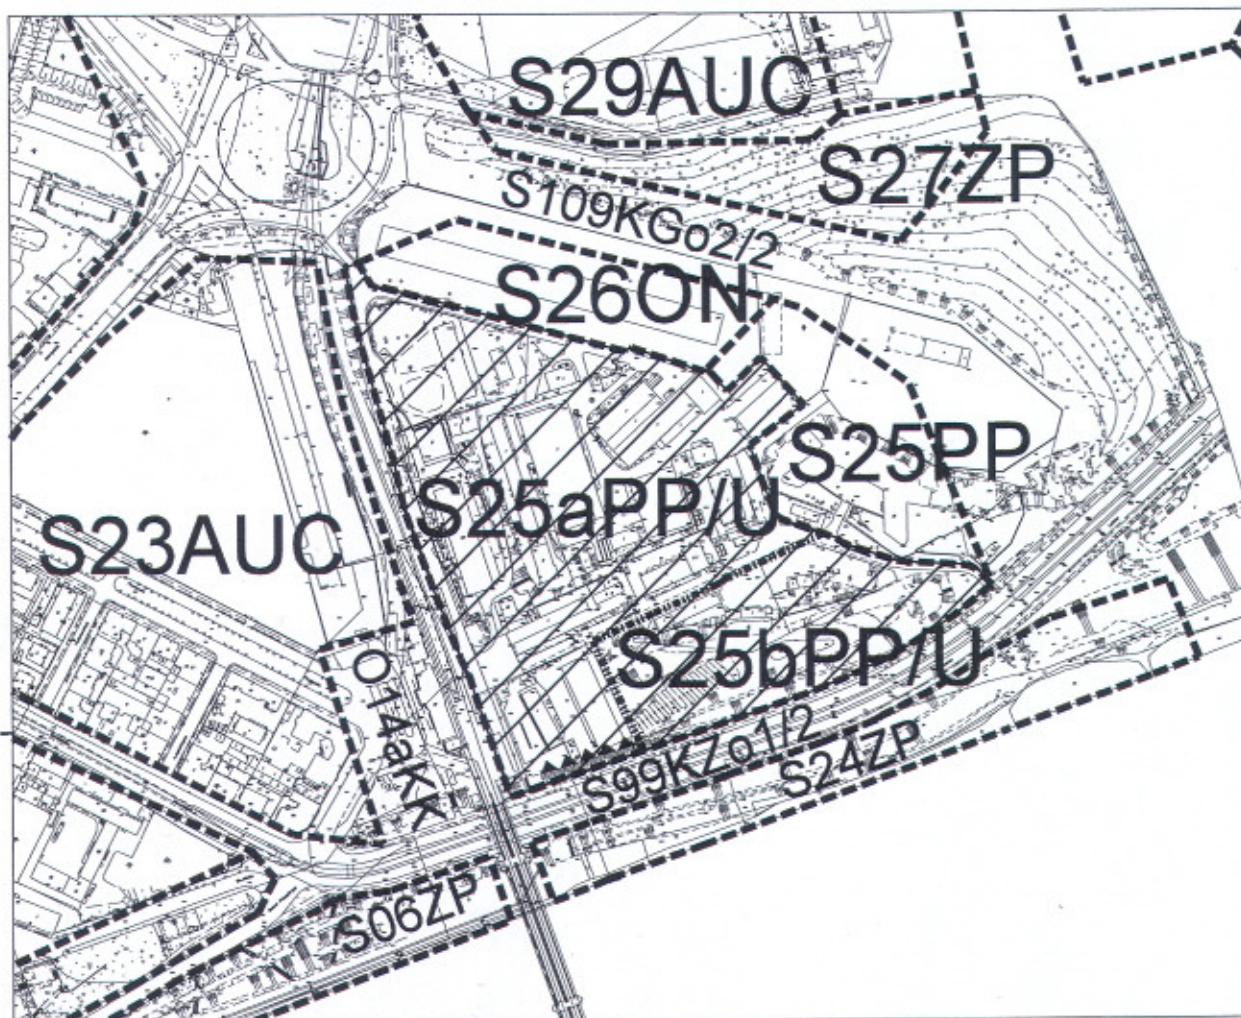 S29AUC
S27ZP
S109KGo2/2
S26ON
S25PP
S25aPP/U
S23AUC
S25bPP/U
O14aKK
S99KZo1/2
S24ZP
S06ZP